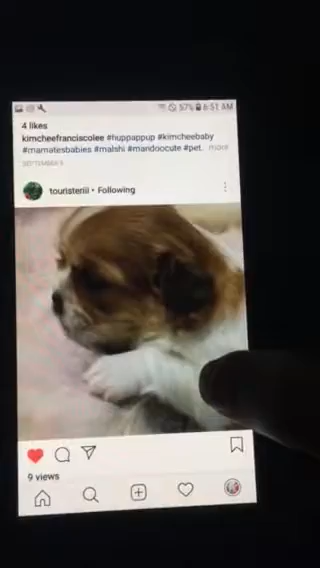 57% 6:51 AM
4 likes
kimcheefranciscolee #huppappup #kimcheebaby
#mamatesbabies #malshi #mandoocute #pet. more
SEPTEMBER 5
touristeriii • Following
9 views